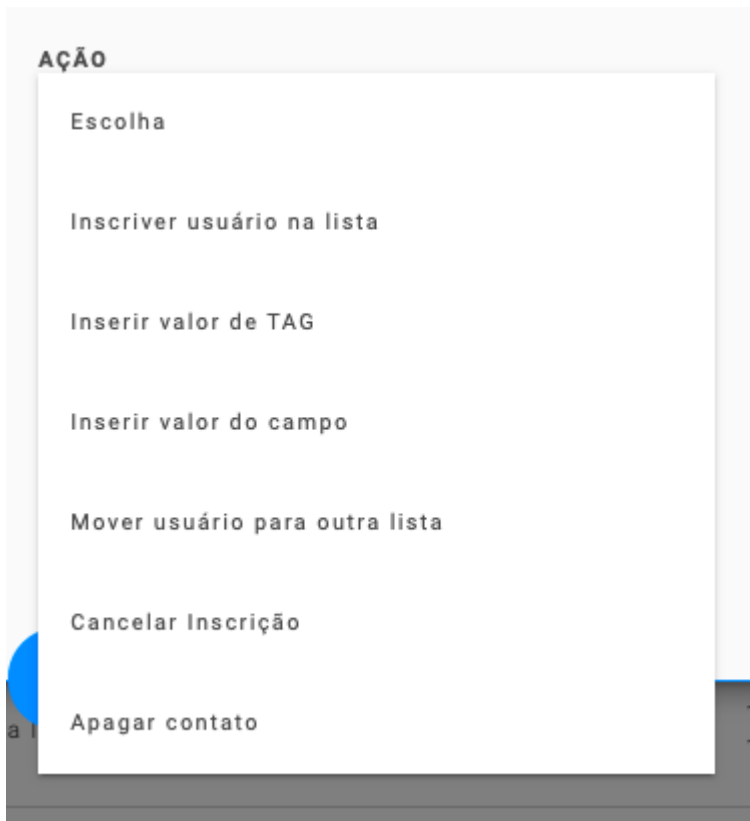 AÇÃO
Escolha
Inscriver usuário na lista
Inserir valor de TAG
Inserir valor do campo
Mover usuário para outra lista
Cancelar Inscrição
Apagar contato